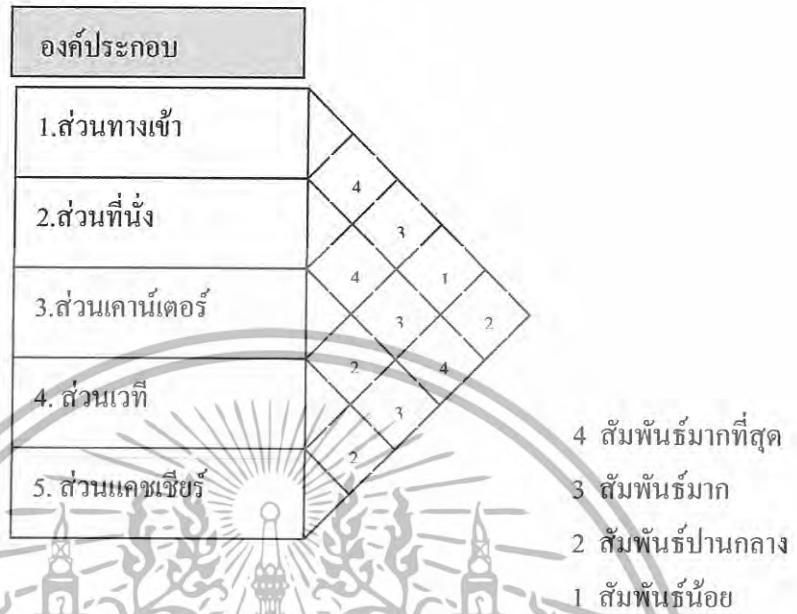 องค์ประกอบ
1.ส่วนทางเข้า
2.ส่วนที่นั่ง
3.ส่วนเคาน์เตอร์
4. ส่วนเวที
5. ส่วนแคชเชียร์
4
3
4
1
3
2
2
4
3
2
4 สัมพันธ์มากที่สุด
3 สัมพันธ์มาก
2 สัมพันธ์ปานกลาง
1 สัมพันธ์น้อย